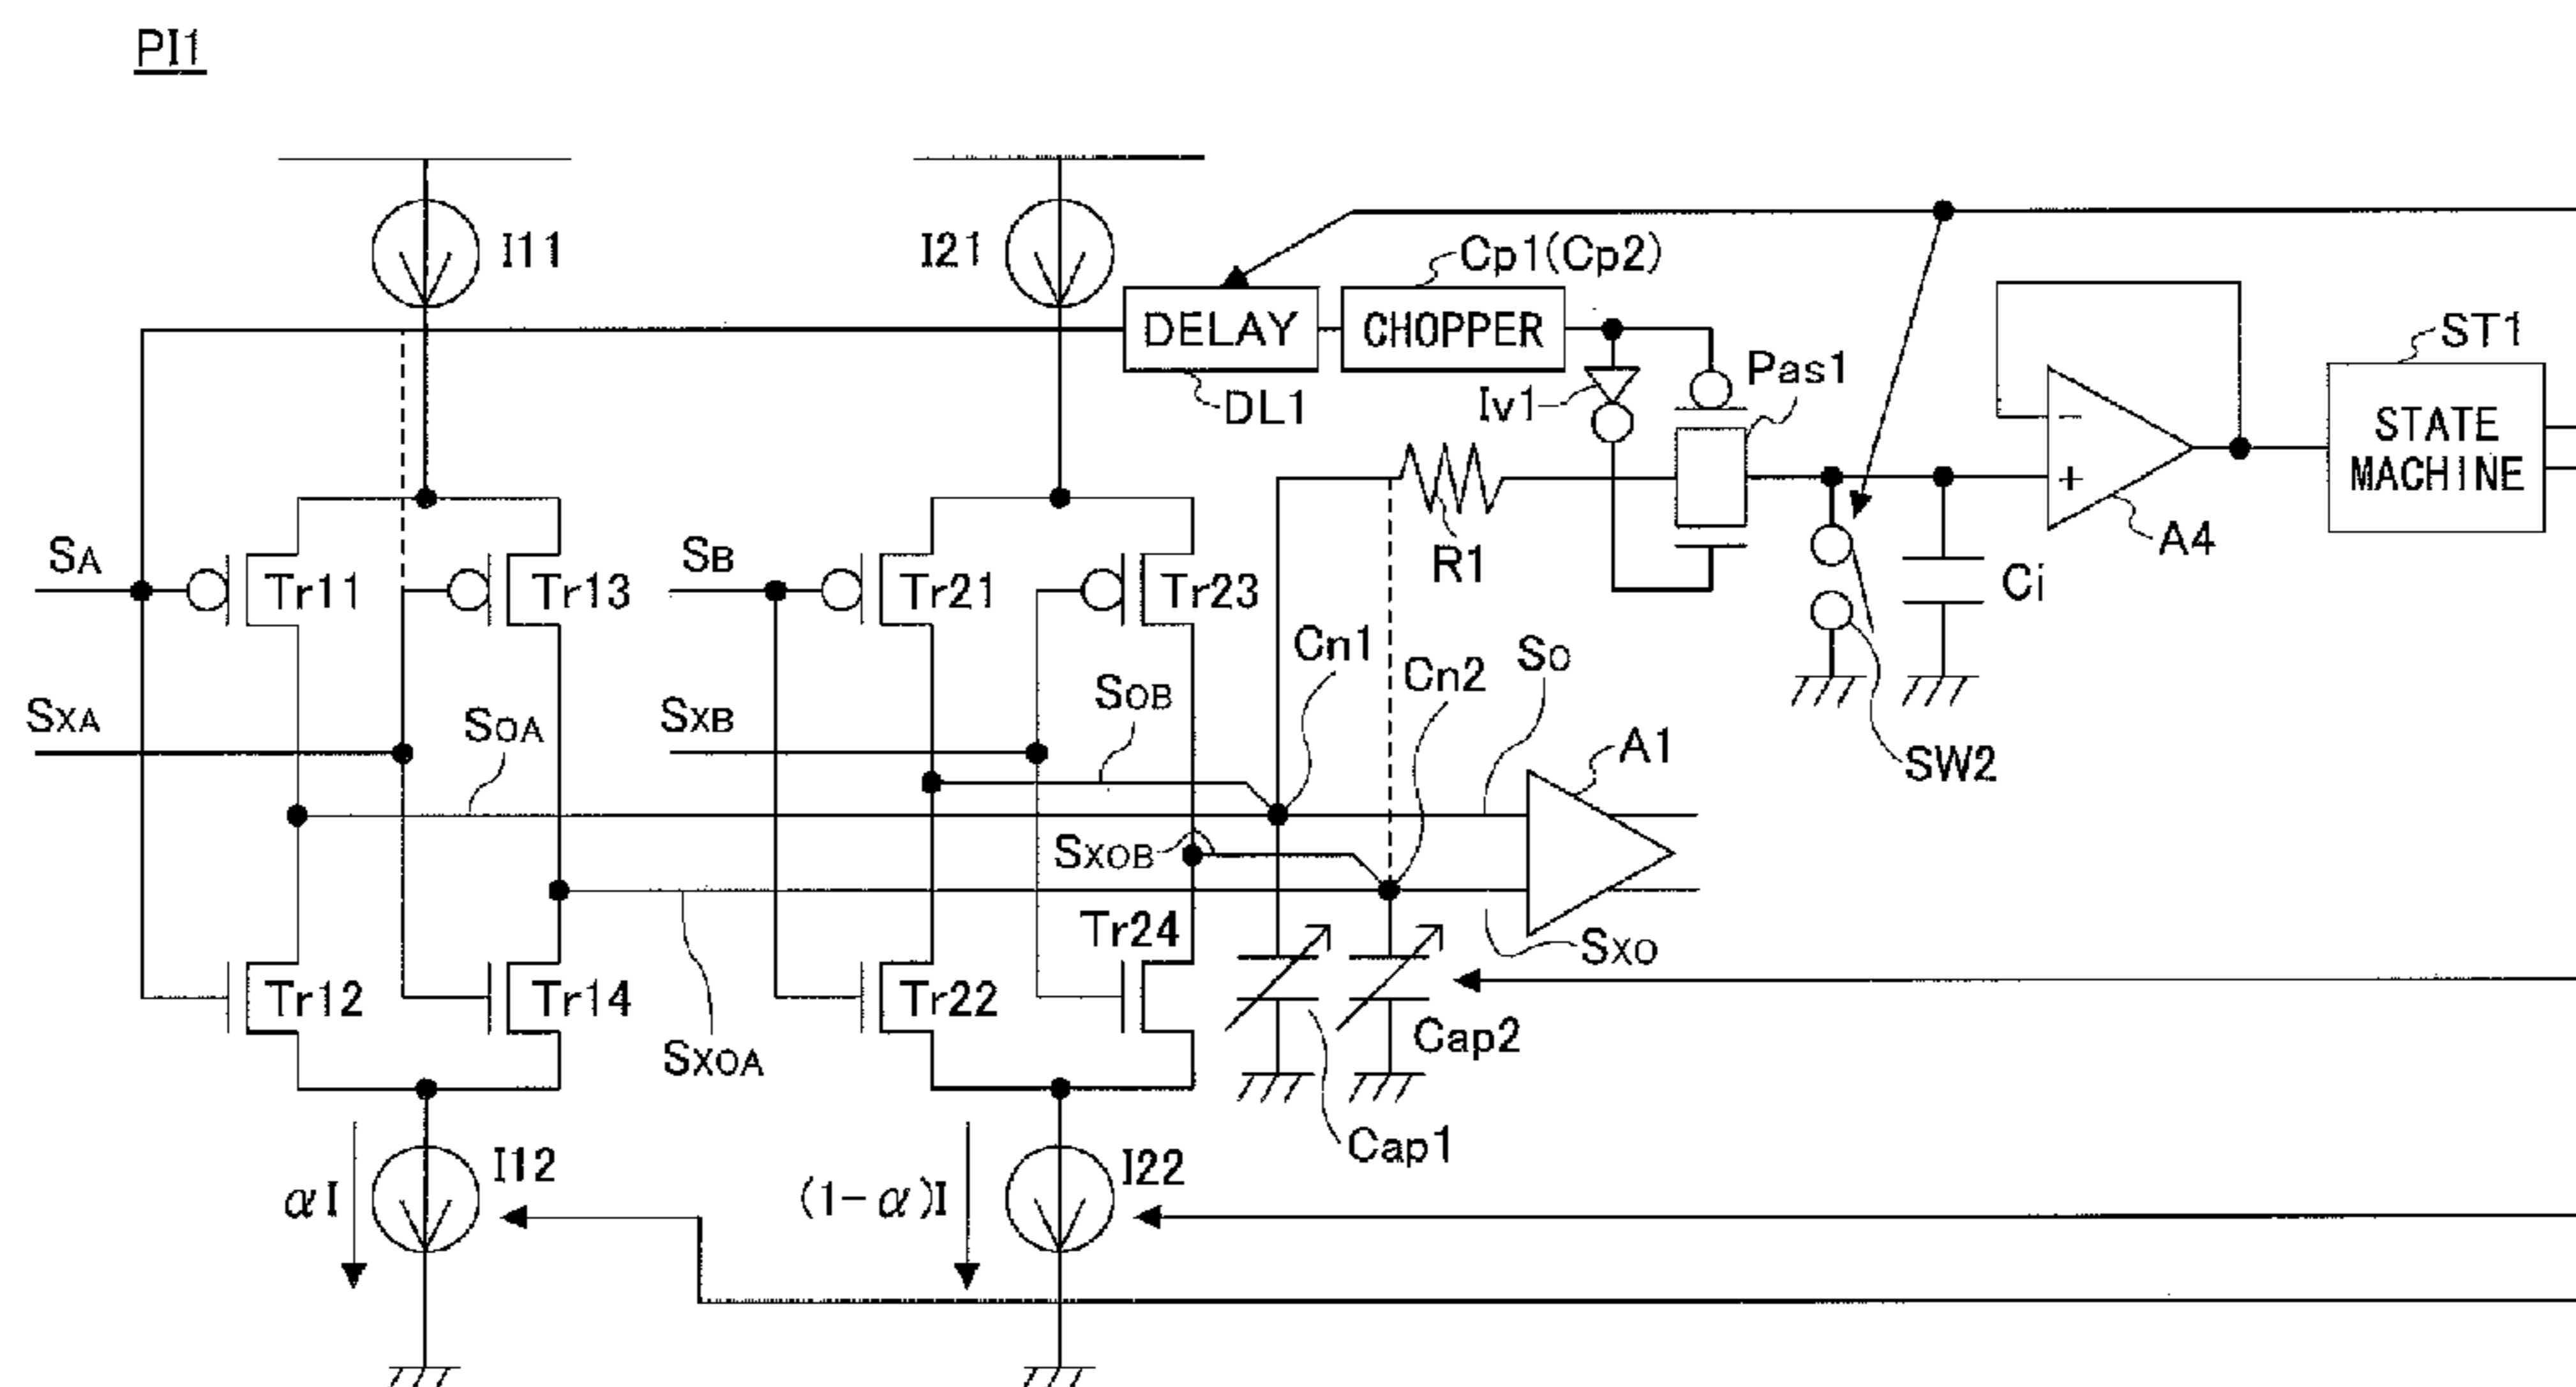 PI1
I11
I21
Cp1(Cp2)
DELAY
CHOPPER
DL1
Iv1
Pas1
ST1
STATE
MACHINE
R1
A4
Ci
SW2
SA
Tr11
Tr13
SB
Tr21
Tr23
SXA
SOA
SXB
SOB
Cn1
Cn2
SO
A1
SXOB
Tr12
Tr14
SXOA
Tr22
Tr24
SXO
Cap2
Cap1
αI
I12
(1-α)I
I22
-
+